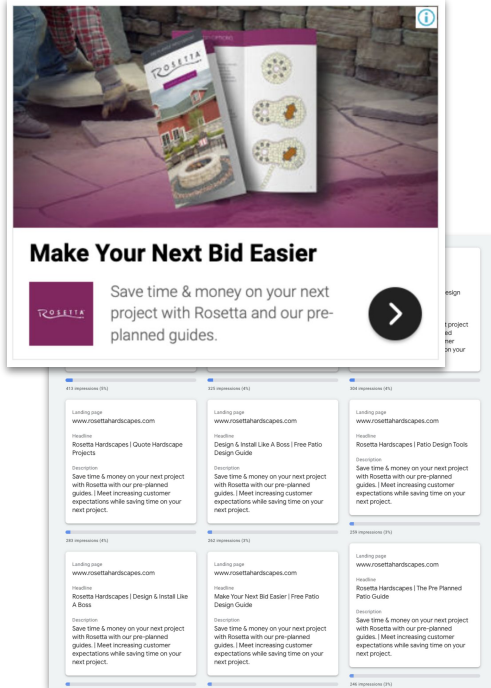 ROSETTA
ROSETTA
Make Your Next Bid Easier
Save time & money on your next
project with Rosetta and our pre-
planned guides.
413 impressions (5%)
335 impressions (4%)
304 impressions (4%)
Landing page
www.rosettahardscapes.com
Headline
Rosetta Hardscapes | Quote Hardscape
Projects
Description
Save time & money on your next project
with Rosetta with our pre-planned
guides. | Meet increasing customer
expectations while saving time on your
next project.
283 impressions (4%)
Landing page
www.rosettahardscapes.com
Headline
Design & Install Like A Boss | Free Patio
Design Guide
Description
Save time & money on your next project
with Rosetta with our pre-planned
guides. | Meet increasing customer
expectations while saving time on your
next project.
262 impressions (3%)
Landing page
www.rosettahardscapes.com
Headline
Rosetta Hardscapes | Patio Design Tools
Description
Save time & money on your next project
with Rosetta with our pre-planned
guides. | Meet increasing customer
expectations while saving time on your
next project.
259 impressions (3%)
Landing page
www.rosettahardscapes.com
Headline
Rosetta Hardscapes | Design & Install Like
A Boss
Description
Save time & money on your next project
with Rosetta with our pre-planned
guides. | Meet increasing customer
expectations while saving time on your
next project.
Landing page
www.rosettahardscapes.com
Headline
Make Your Next Bid Easier | Free Patio
Design Guide
Description
Save time & money on your next project
with Rosetta with our pre-planned
guides. | Meet increasing customer
expectations while saving time on your
next project.
Landing page
www.rosettahardscapes.com
Headline
Rosetta Hardscapes | The Pre Planned
Patio Guide
Description
Save time & money on your next project
with Rosetta with our pre-planned
guides. | Meet increasing customer
expectations while saving time on your
next project.
246 impressions (3%)